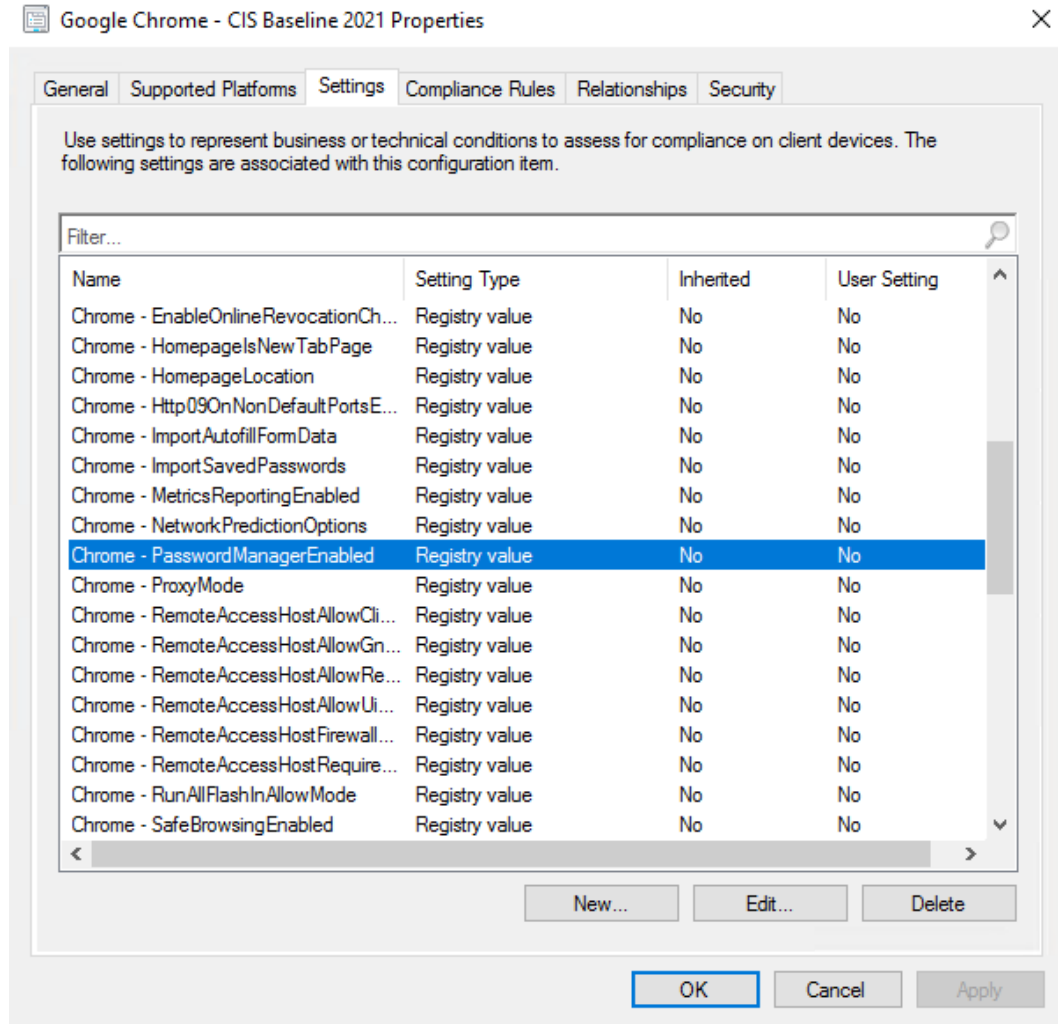 Google Chrome - CIS Baseline 2021 Properties
General Supported Platforms Settings Compliance Rules Relationships Security
Use settings to represent business or technical conditions to assess for compliance on client devices. The
following settings are associated with this configuration item.
Filter...
Name Setting Type Inherited User Setting
Chrome - EnableOnlineRevocationCh... Registry value No No
Chrome - HomepageIsNewTabPage Registry value No No
Chrome - HomepageLocation Registry value No No
Chrome - Http09OnNonDefaultPortsE... Registry value No No
Chrome - ImportAutofillFormData Registry value No No
Chrome - ImportSavedPasswords Registry value No No
Chrome - MetricsReportingEnabled Registry value No No
Chrome - NetworkPredictionOptions Registry value No No
Chrome - PasswordManagerEnabled Registry value No No
Chrome - ProxyMode Registry value No No
Chrome - RemoteAccessHostAllowCli... Registry value No No
Chrome - RemoteAccessHostAllowGn... Registry value No No
Chrome - RemoteAccessHostAllowRe... Registry value No No
Chrome - RemoteAccessHostAllowUi... Registry value No No
Chrome - RemoteAccessHostFirewall... Registry value No No
Chrome - RemoteAccessHostRequire... Registry value No No
Chrome - RunAllFlashInAllowMode Registry value No No
Chrome - SafeBrowsingEnabled Registry value No No
New... Edit... Delete
OK Cancel Apply